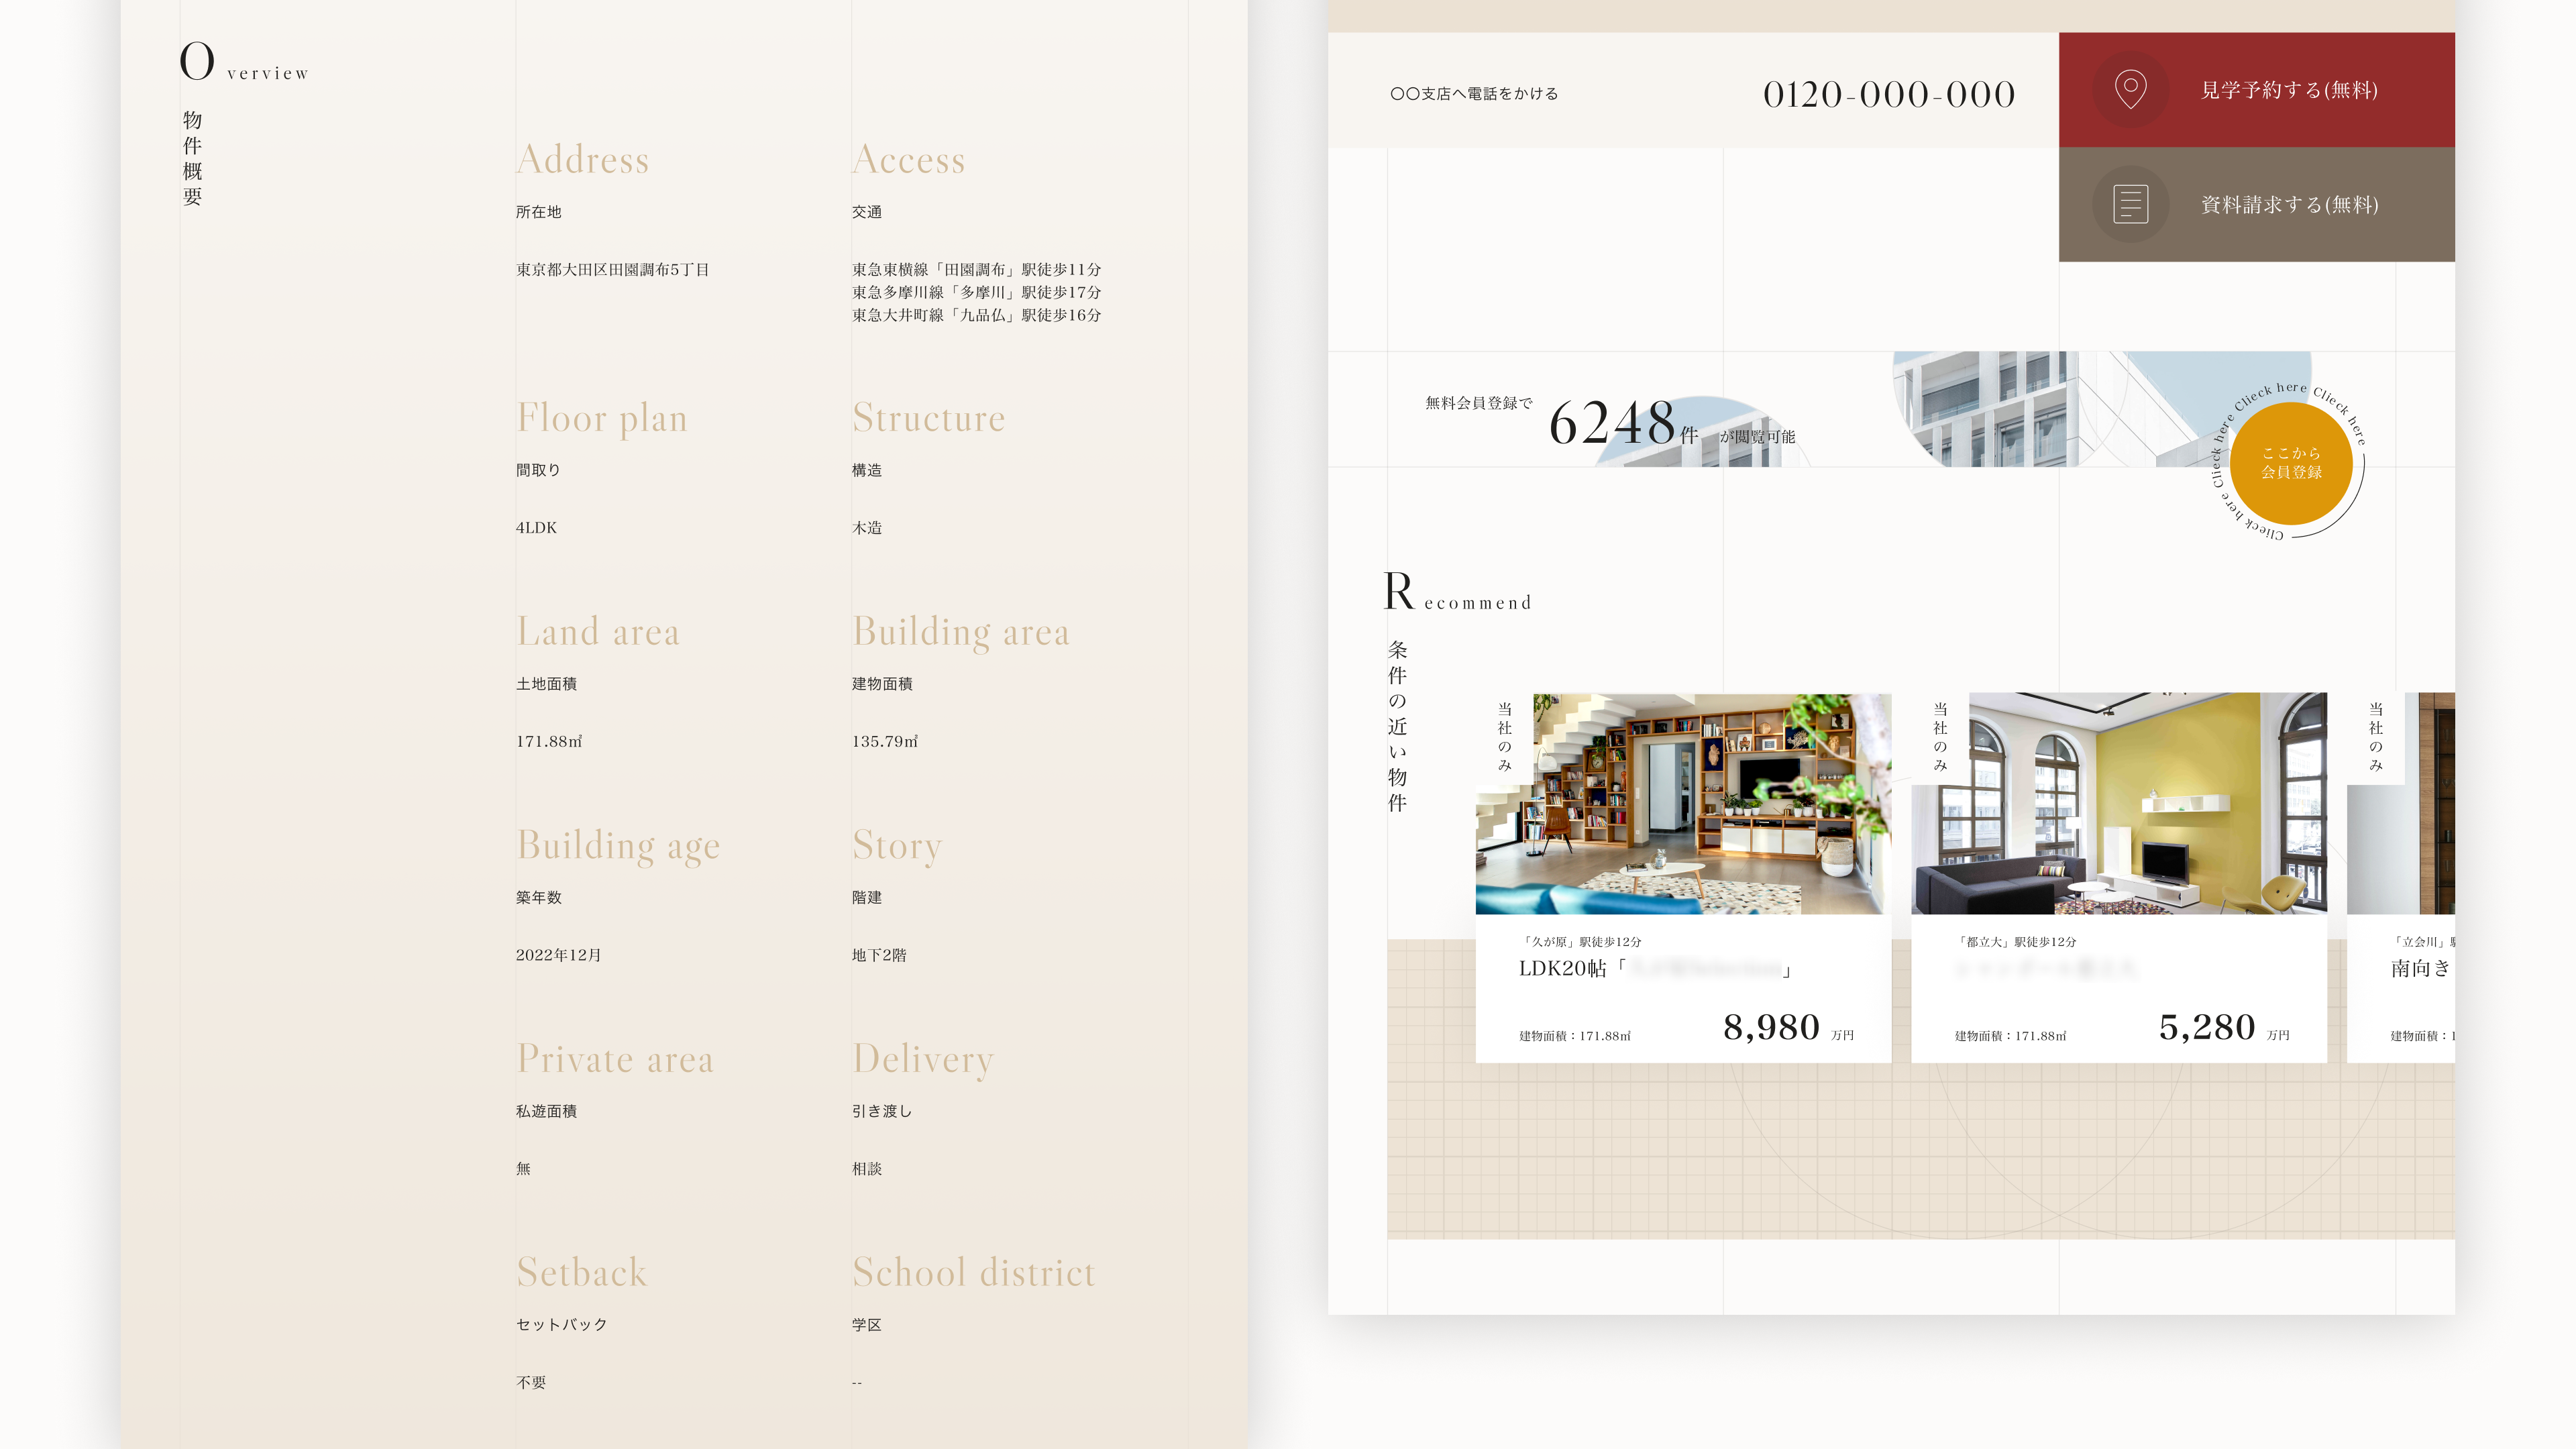 Overview
物件概要
Address
所在地
東京都大田区田園調布5丁目
Access
交通
東急東横線「田園調布」駅徒歩11分
東急多摩川線「多摩川」駅徒歩17分
東急大井町線「九品仏」駅徒歩16分
Floor plan
間取り
4LDK
Structure
構造
木造
Land area
土地面積
171.88㎡
Building area
建物面積
135.79㎡
Building age
築年数
2022年12月
Story
階建
地下2階
Private area
私遊面積
無
Delivery
引き渡し
相談
Setback
セットバック
不要
School district
学区
--
〇〇支店へ電話をかける
0120-000-000
見学予約する(無料)
資料請求する(無料)
無料会員登録で
6248件 が閲覧可能
Clieck here Clieck here Clieck here Clieck here
ここから
会員登録
Recommend
条件の近い物件
当社のみ
「久が原」駅徒歩12分
LDK20帖「 」
建物面積：171.88㎡
8,980 万円
当社のみ
「都立大」駅徒歩12分
建物面積：171.88㎡
5,280 万円
当社のみ
「立会川」
南向き
建物面積：1